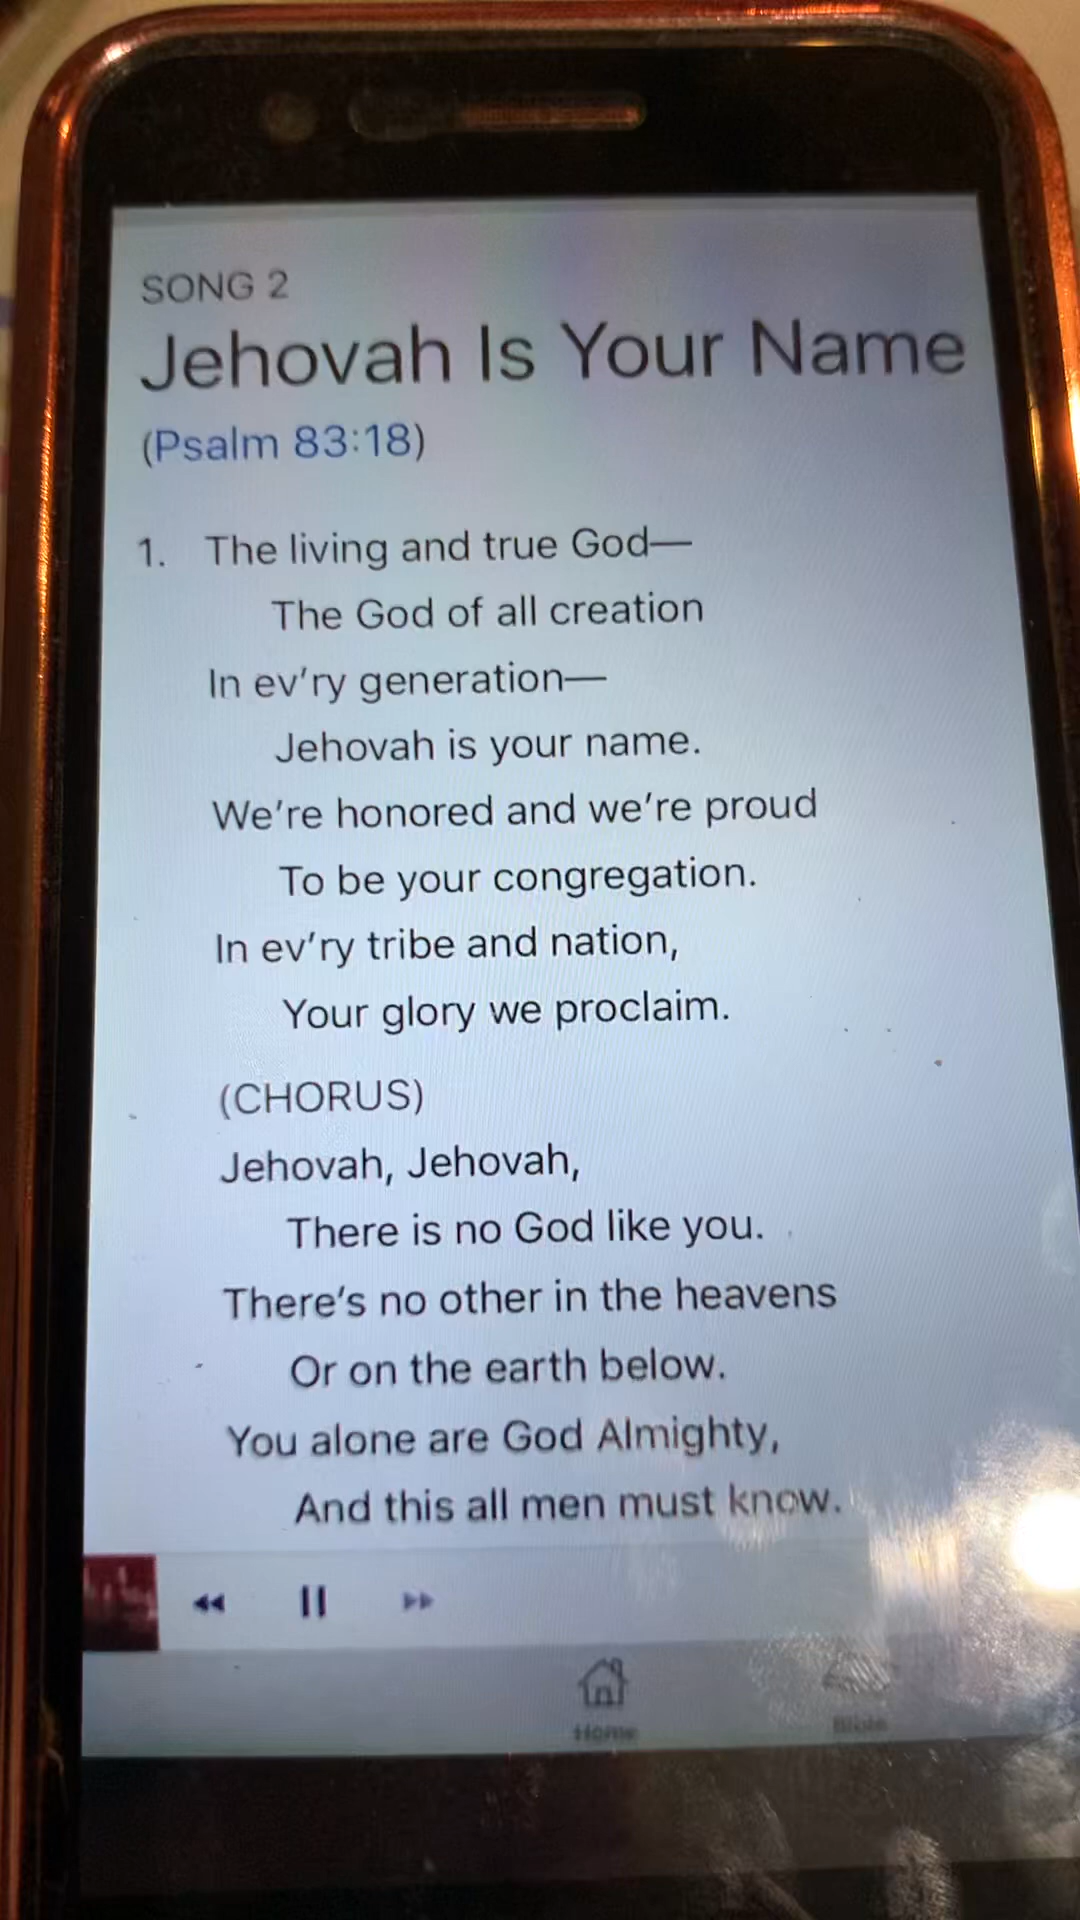 SONG 2
Jehovah Is Your Name
(Psalm 83:18)
1. The living and true God—
The God of all creation
In ev’ry generation—
Jehovah is your name.
We’re honored and we’re proud
To be your congregation.
In ev’ry tribe and nation,
Your glory we proclaim.
(CHORUS)
Jehovah, Jehovah,
There is no God like you.
There’s no other in the heavens
Or on the earth below.
You alone are God Almighty,
And this all men must know.
Home
Bible